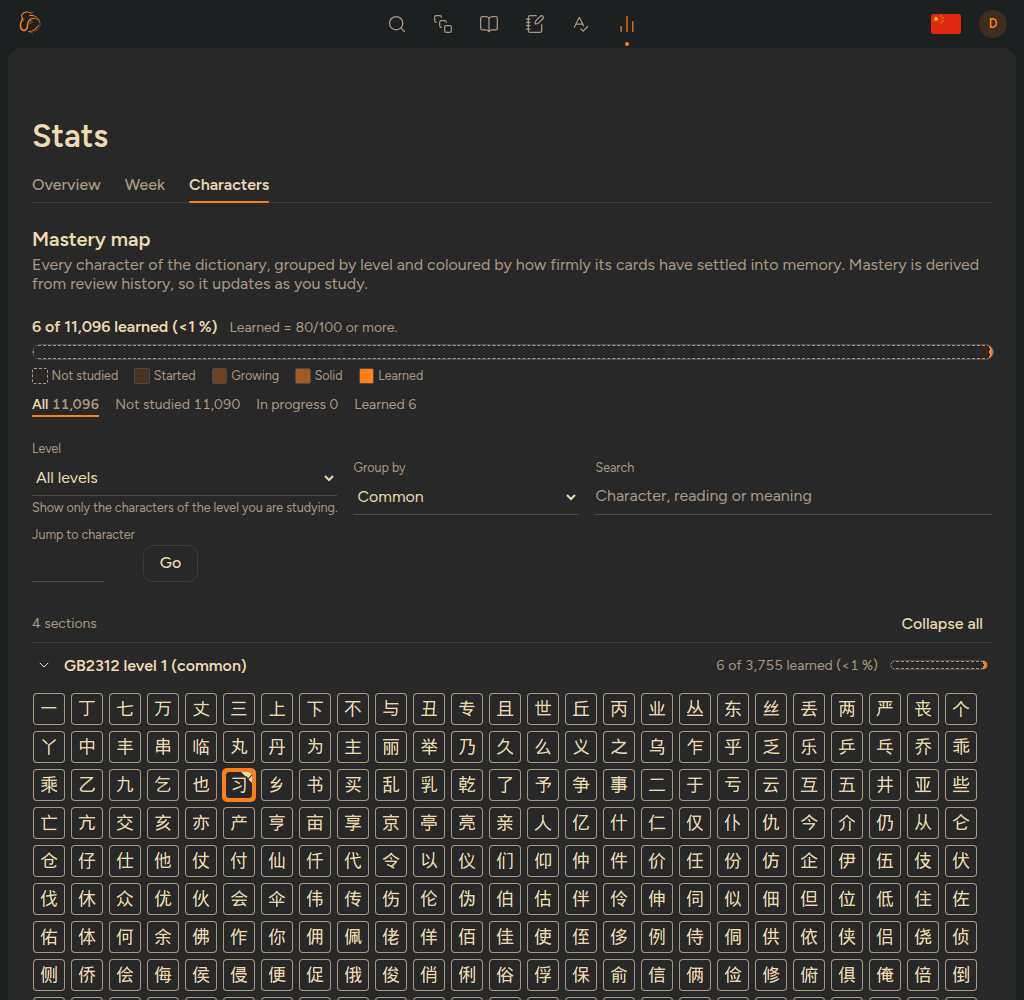 D
Stats
Overview Week Characters
Mastery map
Every character of the dictionary, grouped by level and coloured by how firmly its cards have settled into memory. Mastery is derived
from review history, so it updates as you study.
6 of 11,096 learned (<1 %) Learned = 80/100 or more.
Not studied Started Growing Solid Learned
All 11,096 Not studied 11,090 In progress 0 Learned 6
Level
All levels
Show only the characters of the level you are studying.
Group by
Common
Search
Character, reading or meaning
Jump to character
Go
4 sections Collapse all
GB2312 level 1 (common) 6 of 3,755 learned (<1 %)
一 丁 七 万 丈 三 上 下 不 与 丑 专 且 世 丘 丙 业 丛 东 丝 丢 两 严 丧 个
丫 中 丰 串 临 丸 丹 为 主 丽 举 乃 久 么 义 之 乌 乍 乎 乏 乐 乒 乓 乔 乖
乘 乙 九 乞 也 习 乡 书 买 乱 乳 乾 了 予 争 事 二 于 亏 云 互 五 井 亚 些
亡 亢 交 亥 亦 产 亨 亩 享 京 亭 亮 亲 人 亿 什 仁 仅 仆 仇 今 介 仍 从 仑
仓 仔 仕 他 仗 付 仙 仟 代 令 以 仪 们 仰 仲 件 价 任 份 仿 企 伊 伍 伎 伏
伐 休 众 优 伙 会 伞 伟 传 伤 伦 伪 伯 估 伴 伶 伸 伺 似 佃 但 位 低 住 佐
佑 体 何 余 佛 作 你 佣 佩 佬 佯 佰 佳 使 侄 侈 例 侍 侗 供 依 侠 侣 侥 侦
侧 侨 侩 侮 侯 侵 便 促 俄 俊 俏 俐 俗 俘 保 俞 信 俩 俭 修 俯 俱 俺 倍 倒